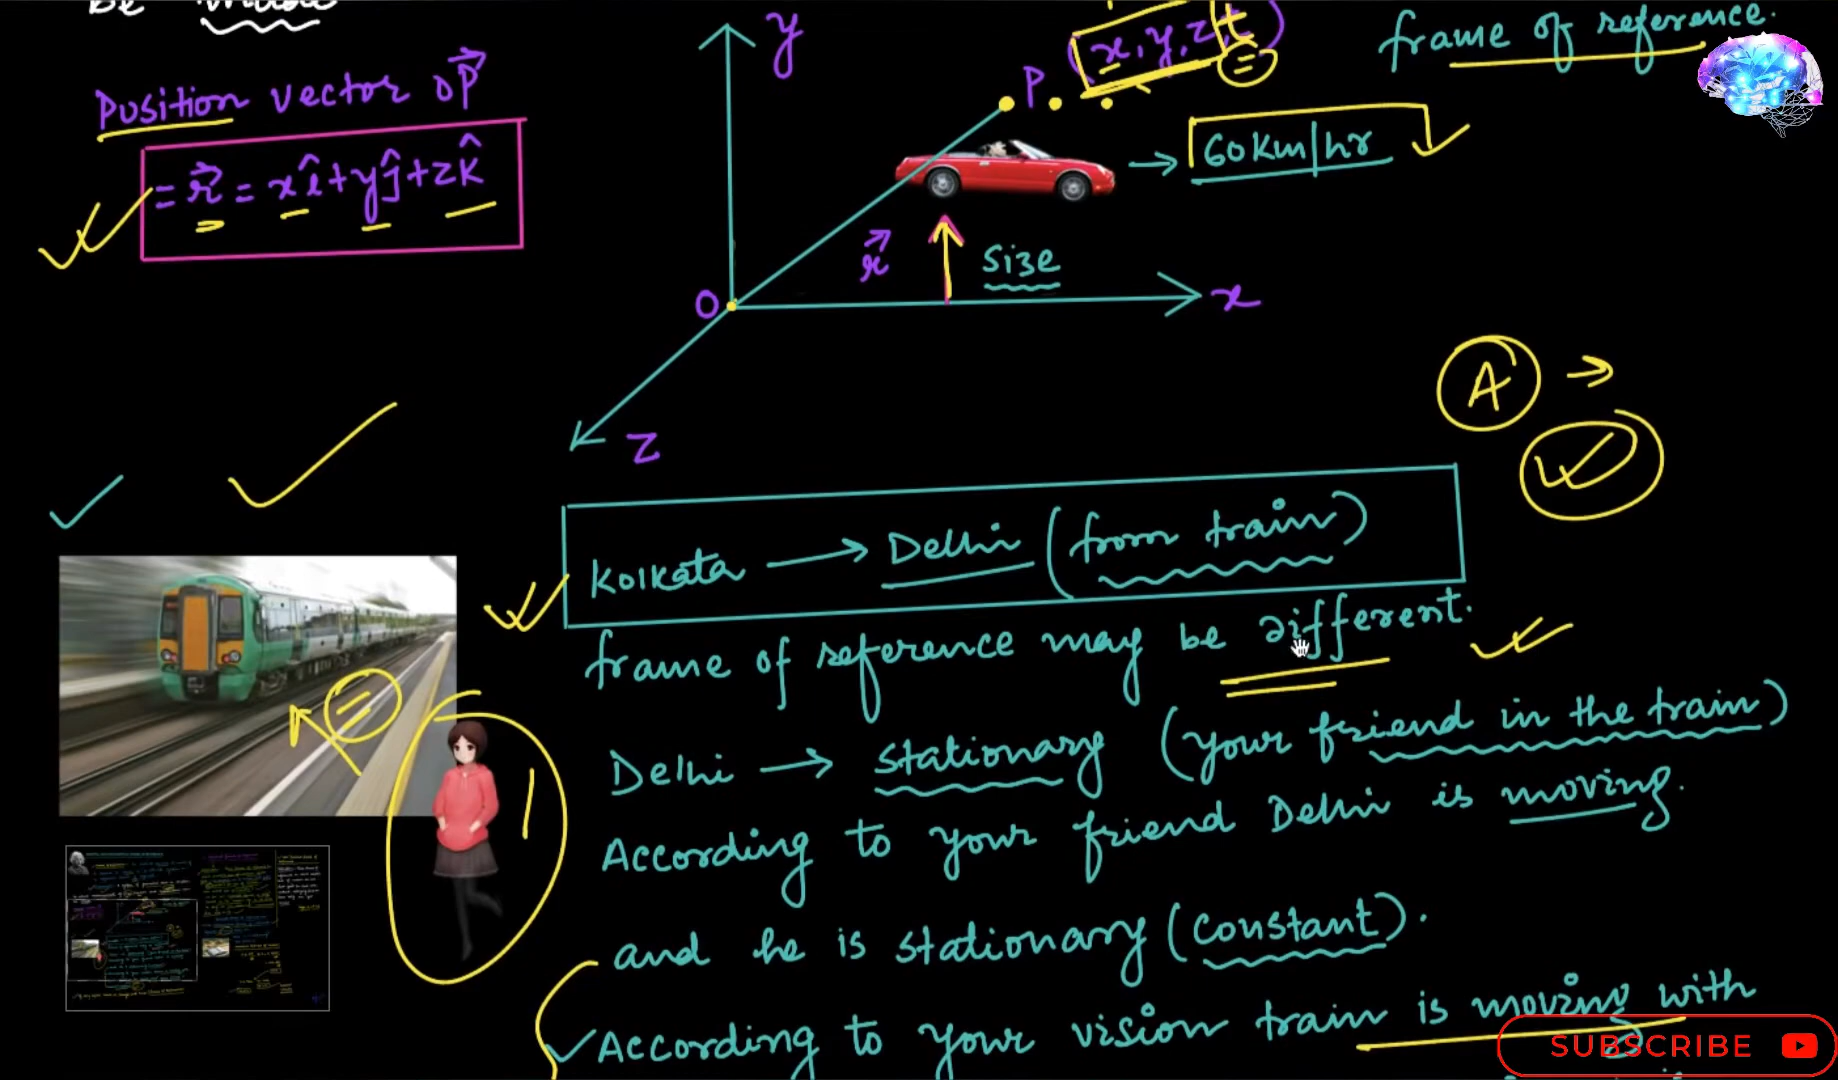 be made
y
(x, y, z, t)
frame of reference.
Position vector OP
P
= r = xî+yĵ+zk̂
60km/hr
r
Size
O
x
z
A
Kolkata → Delhi (from train)
frame of reference may be different.
Delhi → stationary (your friend in the train)
According to your friend Delhi is moving.
and he is stationary (constant).
According to your vision train is moving with
SUBSCRIBE